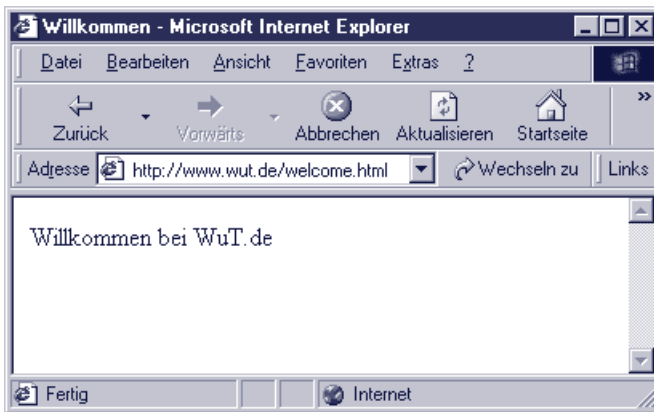 Willkommen - Microsoft Internet Explorer
Datei Bearbeiten Ansicht Favoriten Extras ?
Zurück Vorwärts Abbrechen Aktualisieren Startseite »
Adresse http://www.wut.de/welcome.html Wechseln zu Links
Willkommen bei WuT.de
Fertig Internet